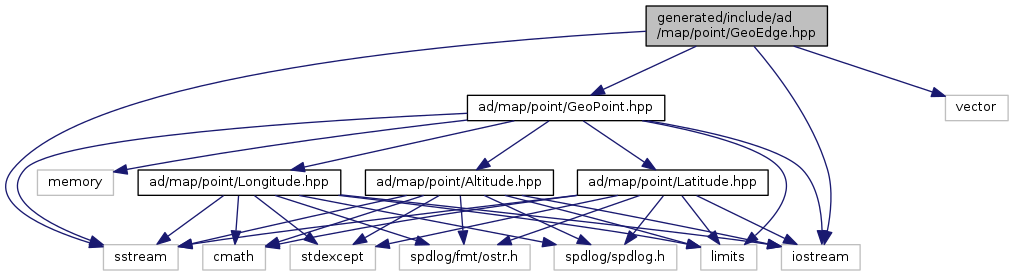 generated/include/ad
/map/point/GeoEdge.hpp
ad/map/point/GeoPoint.hpp
vector
memory
ad/map/point/Longitude.hpp
ad/map/point/Altitude.hpp
ad/map/point/Latitude.hpp
sstream
cmath
stdexcept
spdlog/fmt/ostr.h
spdlog/spdlog.h
limits
iostream